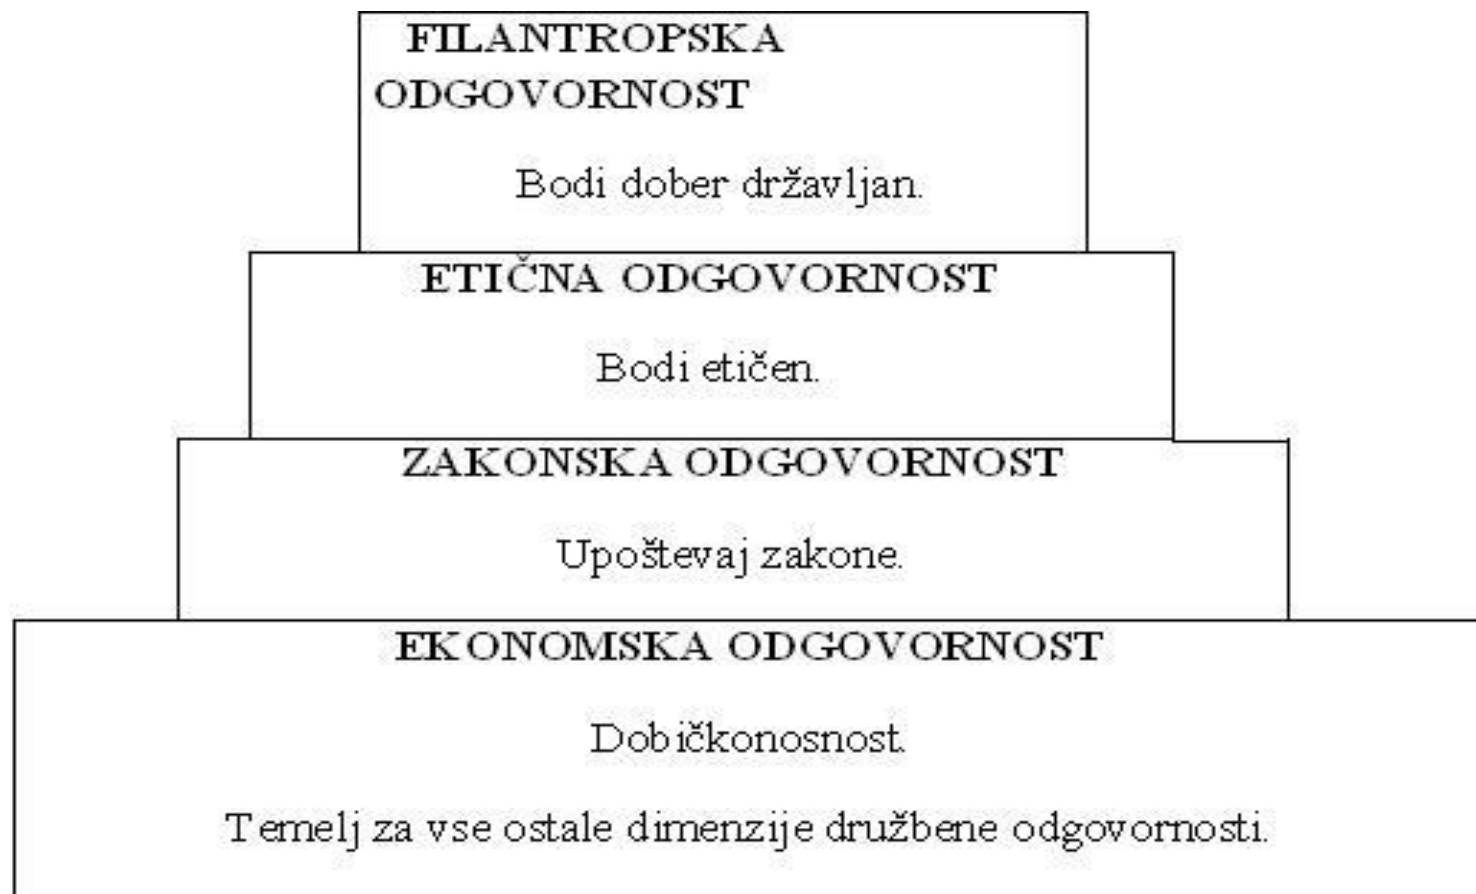 FILANTROPSKA
ODGOVORNOST
Bodi dober državljan.
ETIČNA ODGOVORNOST
Bodi etičen.
ZAKONSKA ODGOVORNOST
Upoštevaj zakone.
EKONOMSKA ODGOVORNOST
Dobičkonosnost.
Temelj za vse ostale dimenzije družbene odgovornosti.